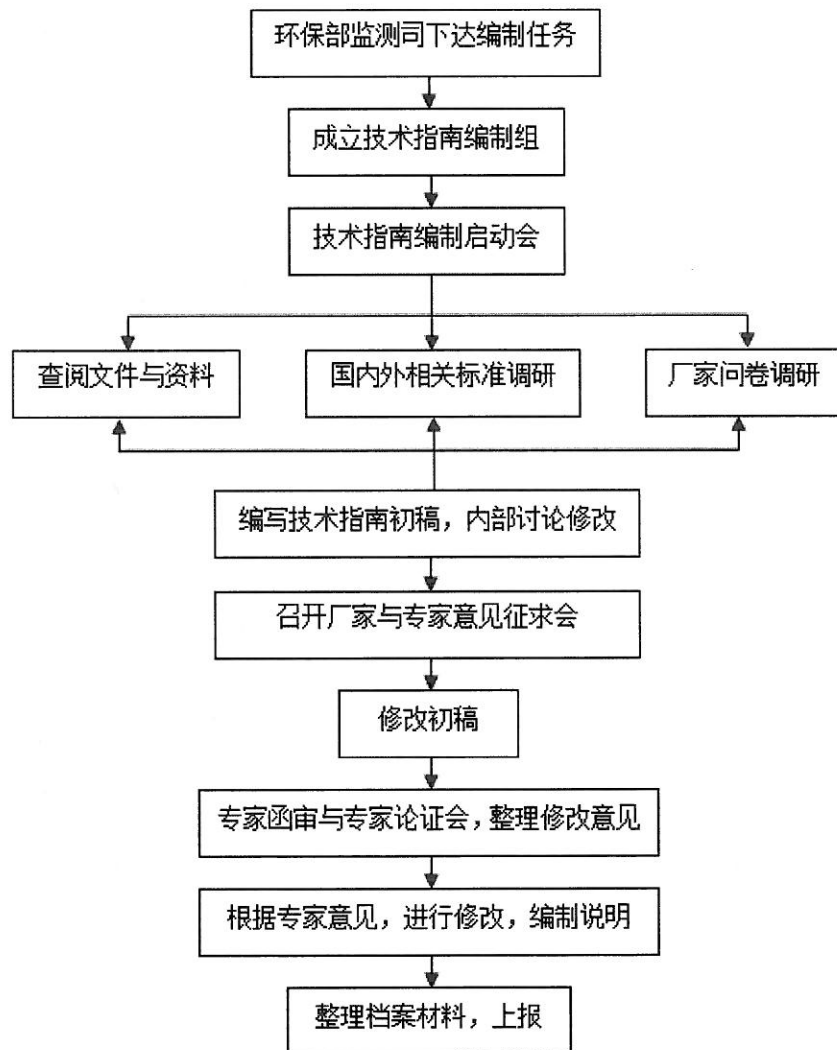 环保部监测司下达编制任务
成立技术指南编制组
技术指南编制启动会
查阅文件与资料
国内外相关标准调研
厂家问卷调研
编写技术指南初稿，内部讨论修改
召开厂家与专家意见征求会
修改初稿
专家函审与专家论证会，整理修改意见
根据专家意见，进行修改，编制说明
整理档案材料，上报